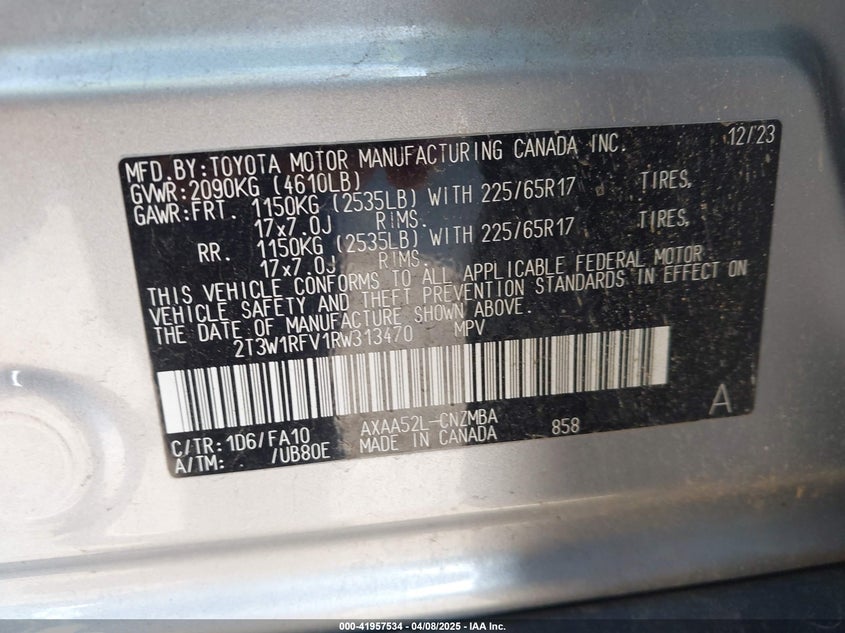 12/23
MFD.BY:TOYOTA MOTOR MANUFACTURING CANADA INC.
GVWR:2090KG (4610LB)
GAWR:FRT. 1150KG (2535LB) WITH 225/65R17 TIRES,
17x7.0J RIMS.
RR. 1150KG (2535LB) WITH 225/65R17 TIRES,
17x7.0J RIMS
THIS VEHICLE CONFORMS TO ALL APPLICABLE FEDERAL MOTOR
VEHICLE SAFETY AND THEFT PREVENTION STANDARDS IN EFFECT ON
THE DATE OF MANUFACTURE SHOWN ABOVE.
2T3W1RFV1RW313470 MPV
C/TR:1D6/FA10 AXAA52L-CNZMBA 858 A
A/TM: . /UB80E MADE IN CANADA
000-41957534 - 04/08/2025 - IAA Inc.